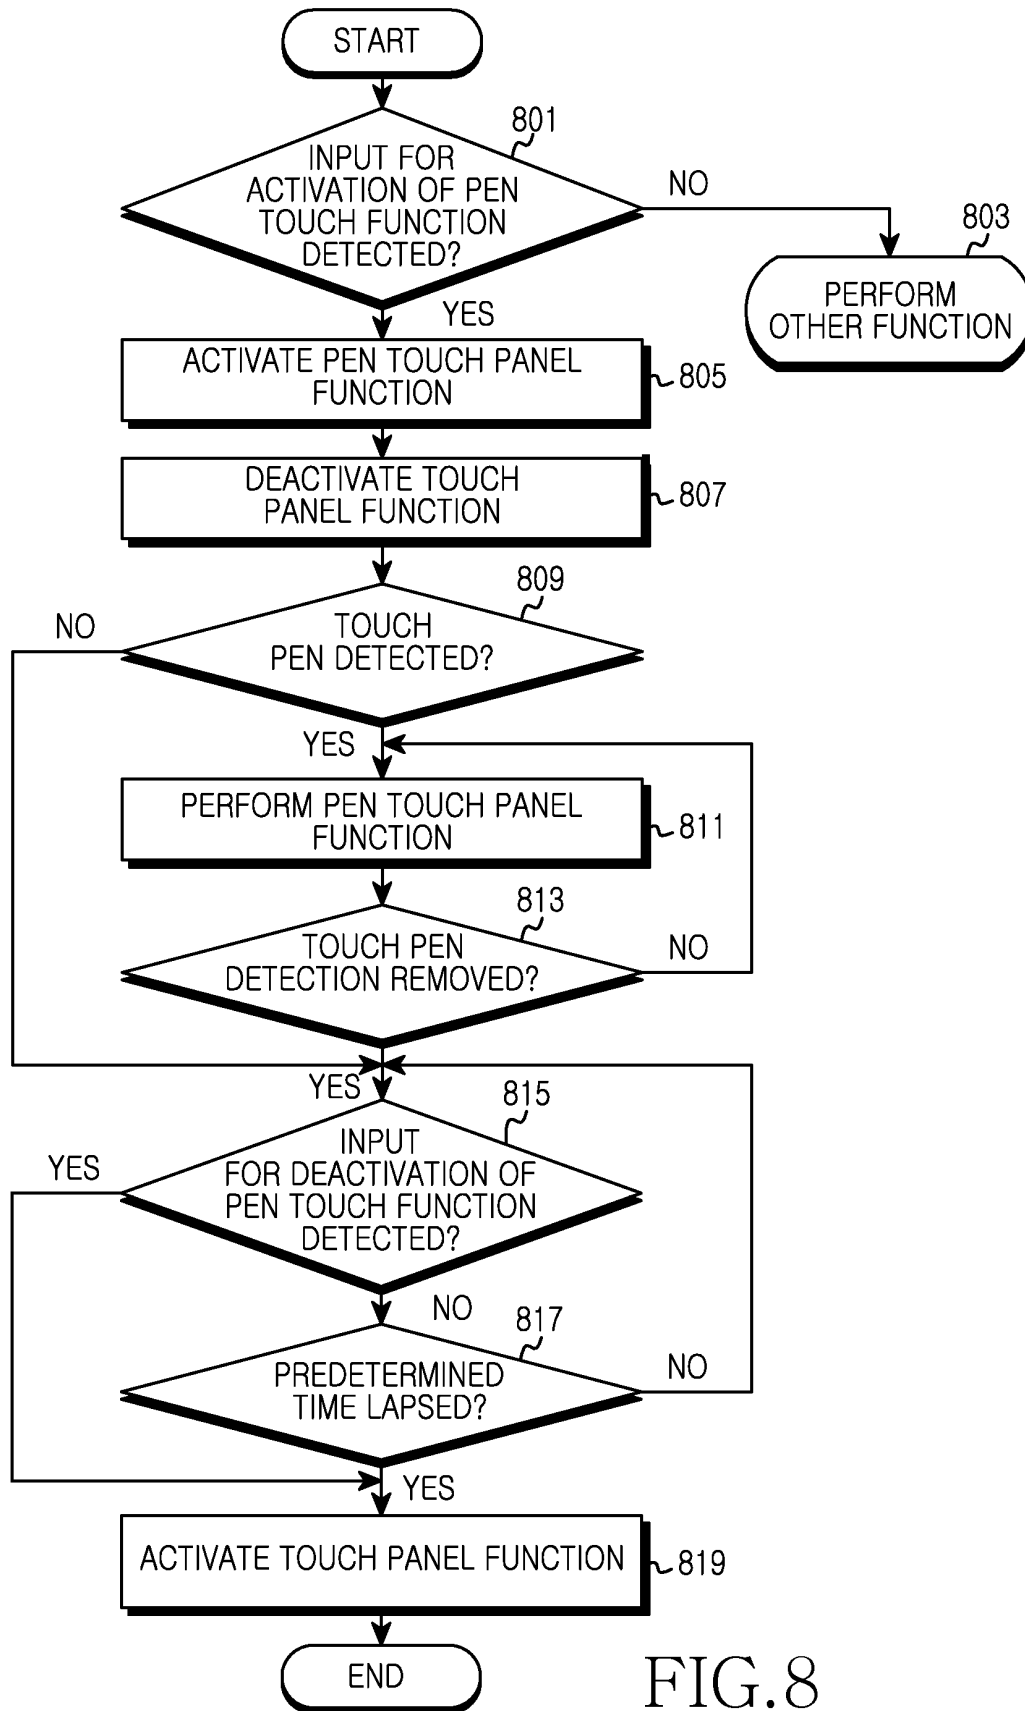 START
801
INPUT FOR
ACTIVATION OF PEN
TOUCH FUNCTION
DETECTED?
NO
803
PERFORM
OTHER FUNCTION
YES
ACTIVATE PEN TOUCH PANEL
FUNCTION
805
DEACTIVATE TOUCH
PANEL FUNCTION
807
809
NO
TOUCH
PEN DETECTED?
YES
PERFORM PEN TOUCH PANEL
FUNCTION
811
813
TOUCH PEN
DETECTION REMOVED?
NO
YES
815
YES
INPUT
FOR DEACTIVATION OF
PEN TOUCH FUNCTION
DETECTED?
NO
817
PREDETERMINED
TIME LAPSED?
NO
YES
ACTIVATE TOUCH PANEL FUNCTION
819
END
FIG.8